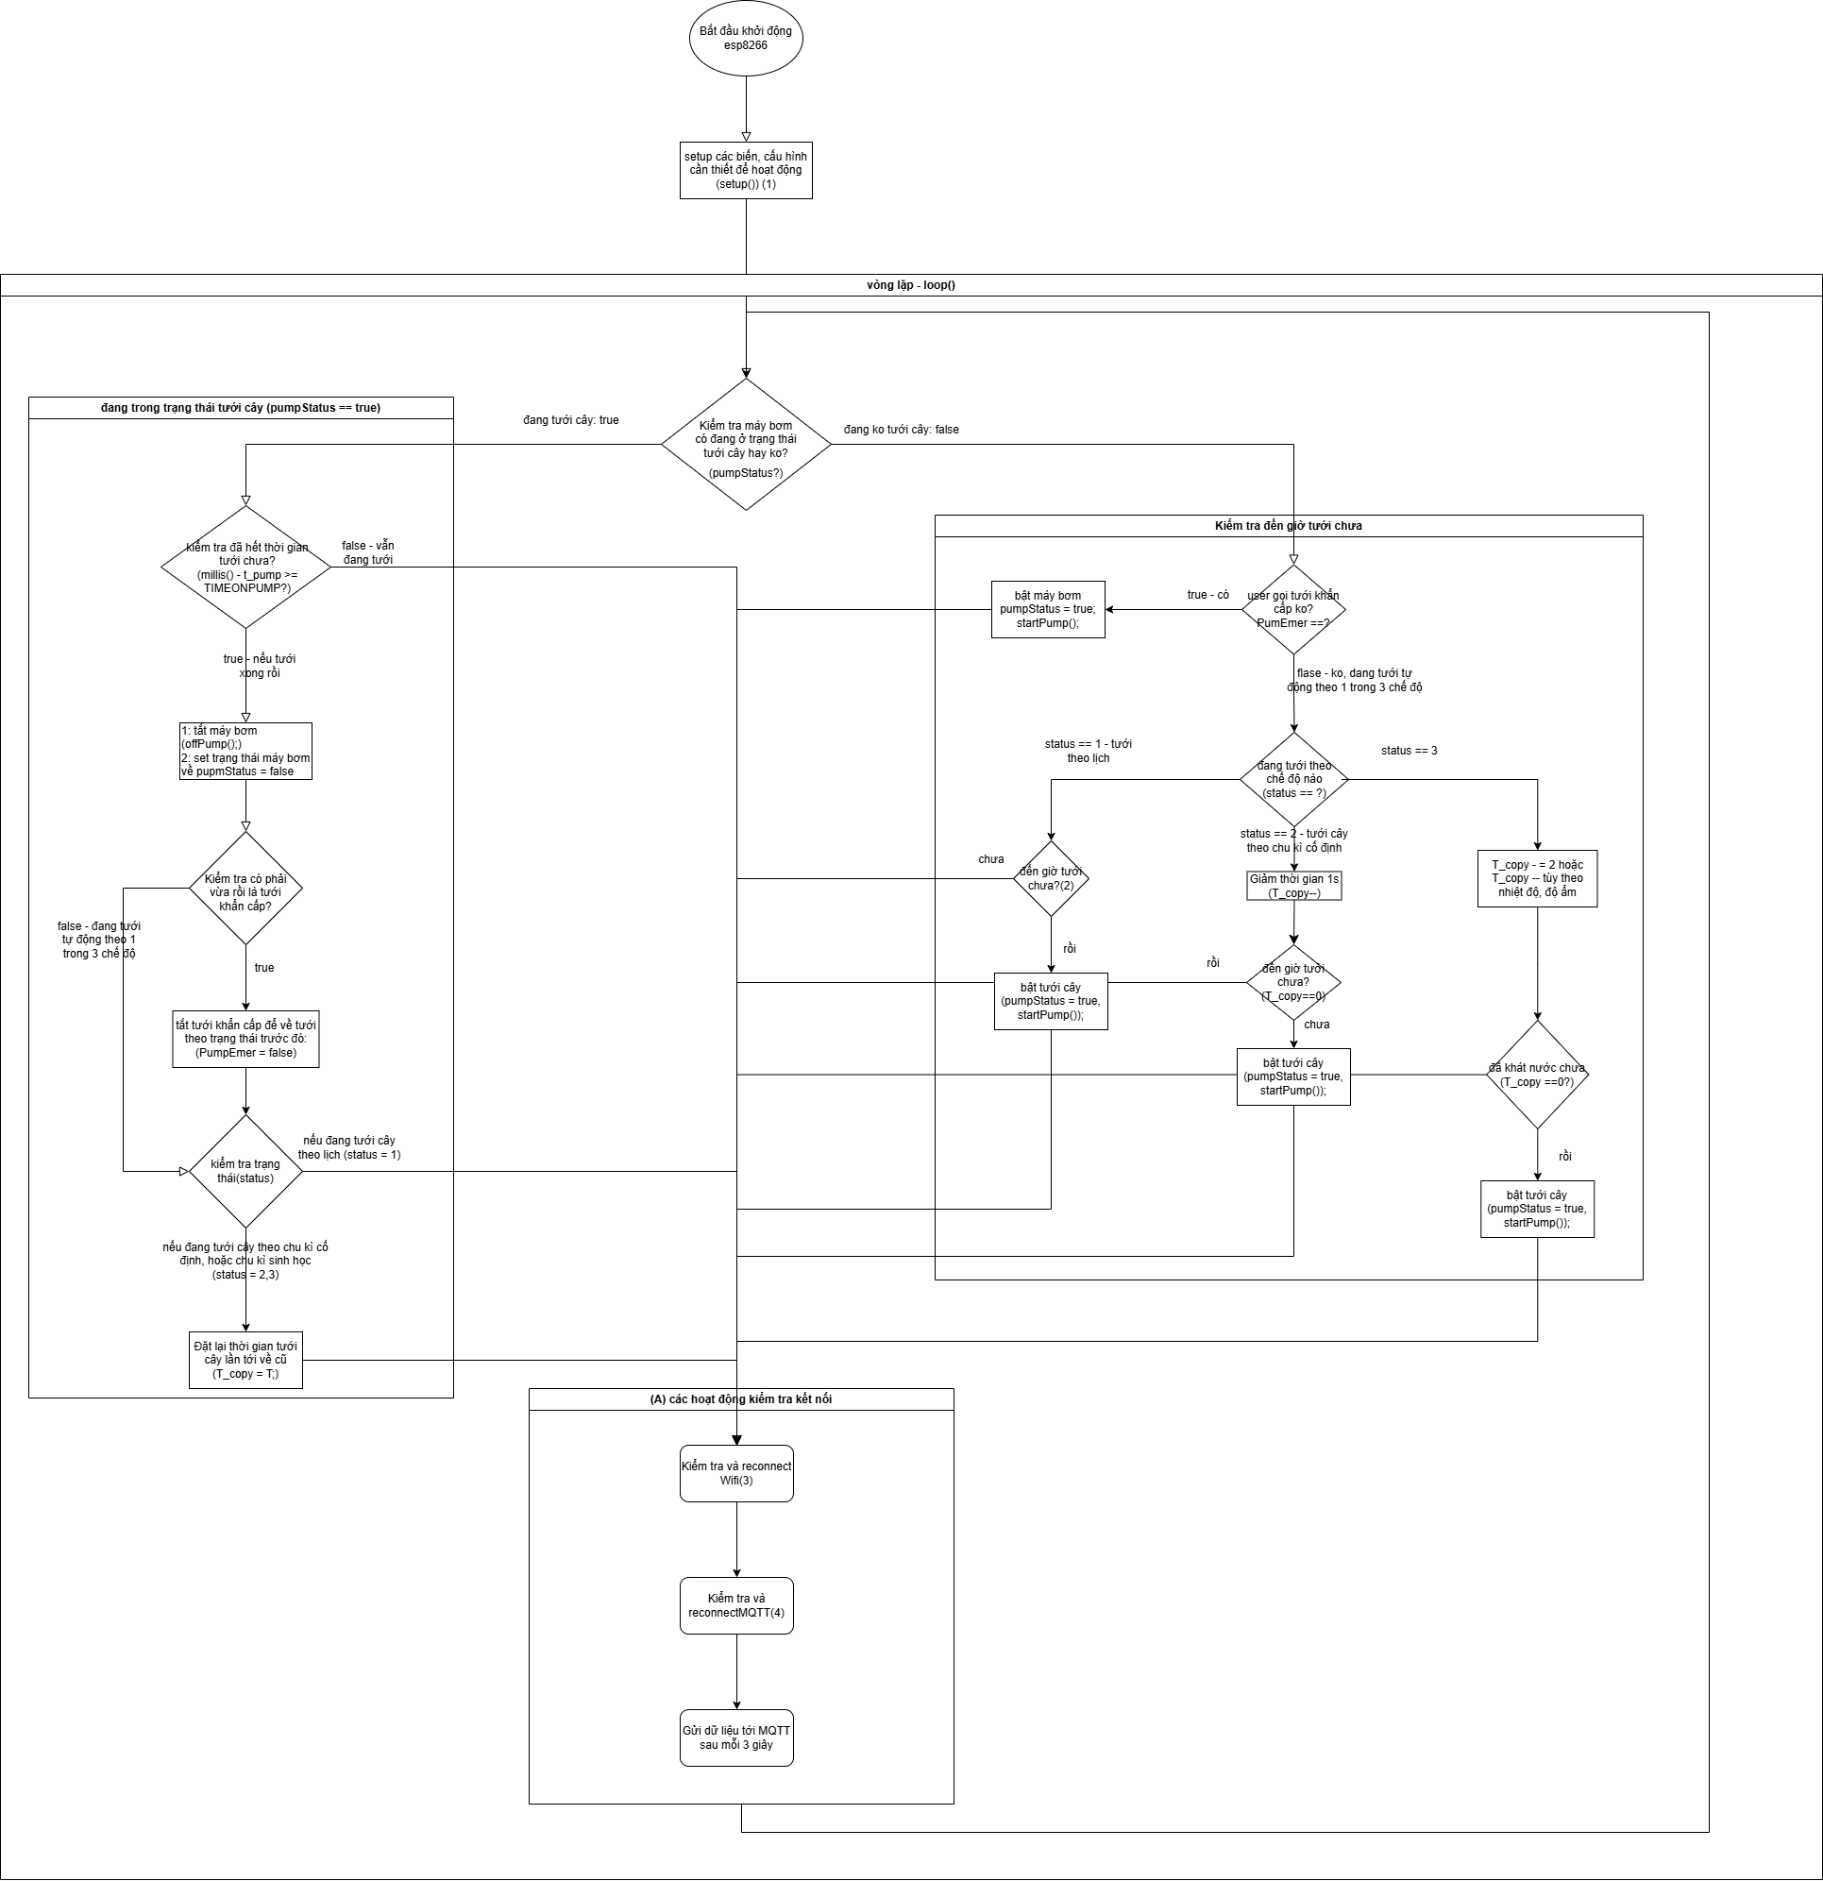 Bắt đầu khởi động
esp8266
setup các biến, cấu hình
cần thiết để hoạt động
(setup()) (1)
vòng lặp - loop()
đang trong trạng thái tưới cây (pumpStatus == true)
đang tưới cây: true
Kiểm tra máy bơm
có đang ở trạng thái
tưới cây hay ko?
(pumpStatus?)
đang ko tưới cây: false
kiểm tra đã hết thời gian
tưới chưa?
(millis() - t_pump >=
TIMEONPUMP?)
false - vẫn
đang tưới
true - nếu tưới
xong rồi
1: tắt máy bơm
(offPump();)
2: set trạng thái máy bơm
về pupmStatus = false
Kiểm tra có phải
vừa rồi là tưới
khẩn cấp?
false - đang tưới
tự động theo 1
trong 3 chế độ
true
tắt tưới khẩn cấp để về tưới
theo trạng thái trước đó:
(PumpEmer = false)
kiểm tra trạng
thái(status)
nếu đang tưới cây
theo lịch (status = 1)
nếu đang tưới cây theo chu kì cố
định, hoặc chu kì sinh học
(status = 2,3)
Đặt lại thời gian tưới
cây lần tới về cũ
(T_copy = T;)
Kiểm tra đến giờ tưới chưa
user gọi tưới khẩn
cấp ko?
PumEmer ==?
true - có
bật máy bơm
pumpStatus = true;
startPump();
flase - ko, dang tưới tự
động theo 1 trong 3 chế độ
đang tưới theo
chế độ nào
(status == ?)
status == 1 - tưới
theo lịch
status == 3
status == 2 - tưới cây
theo chu kì cố định
đến giờ tưới
chưa?(2)
chưa
rồi
bật tưới cây
(pumpStatus = true,
startPump());
Giảm thời gian 1s
(T_copy--)
đến giờ tưới
chưa?
(T_copy==0)
rồi
chưa
bật tưới cây
(pumpStatus = true,
startPump());
T_copy - = 2 hoặc
T_copy -- tùy theo
nhiệt độ, độ ẩm
đã khát nước chưa
(T_copy ==0?)
rồi
bật tưới cây
(pumpStatus = true,
startPump());
(A) các hoạt động kiểm tra kết nối
Kiểm tra và reconnect
Wifi(3)
Kiểm tra và
reconnectMQTT(4)
Gửi dữ liệu tới MQTT
sau mỗi 3 giây